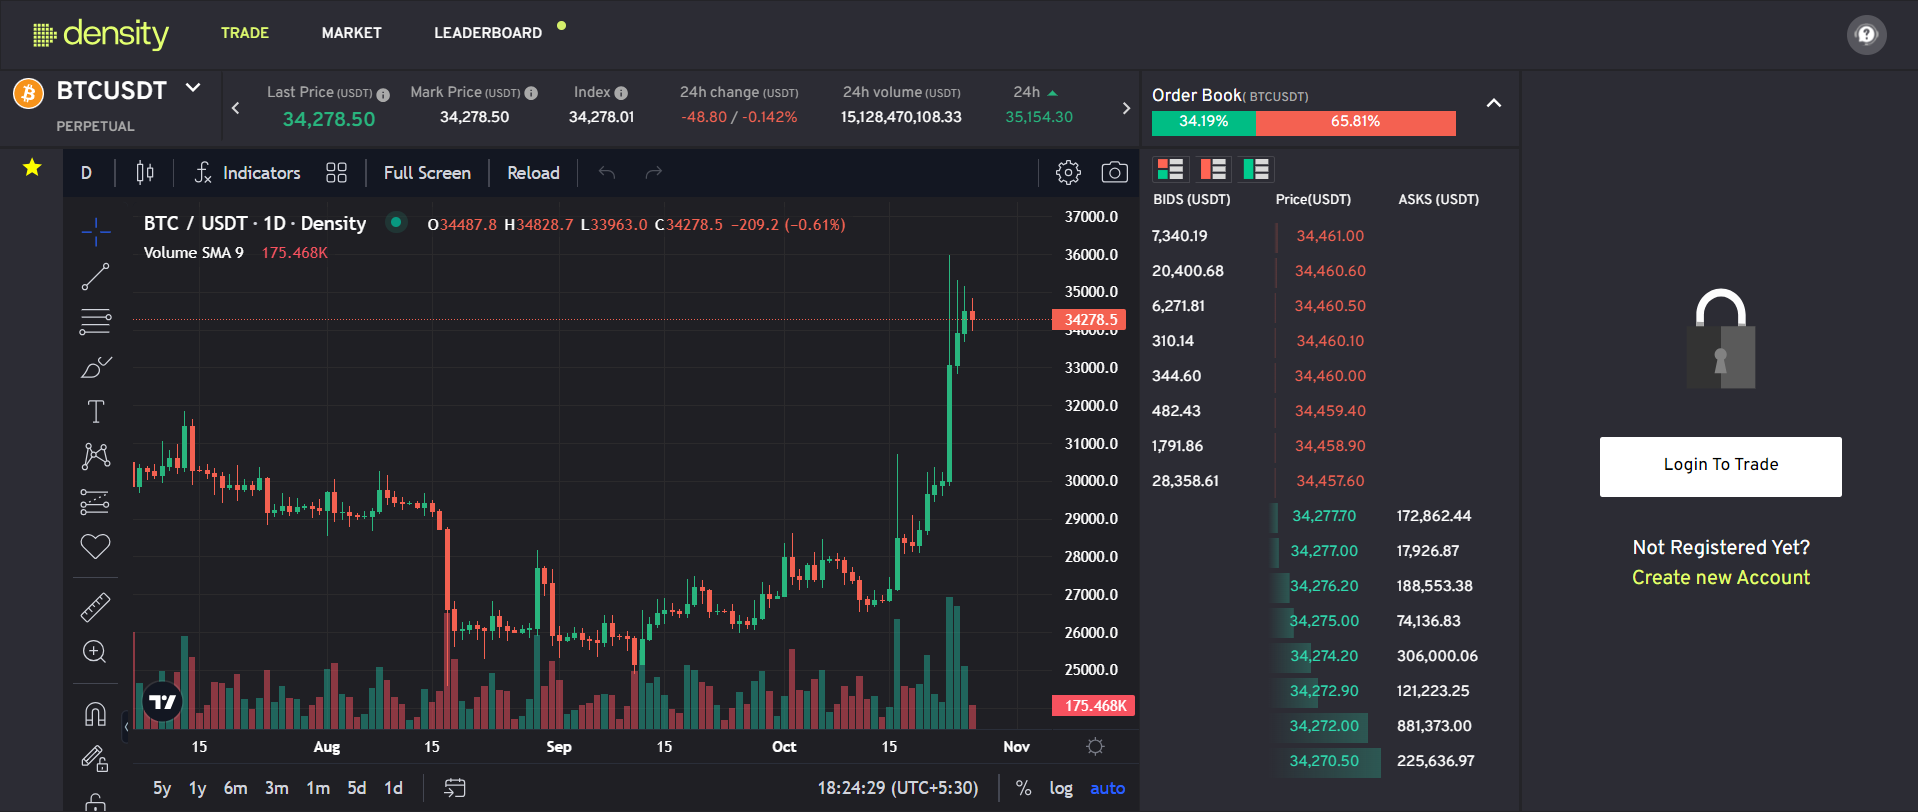 density
TRADE
MARKET
LEADERBOARD
BTCUSDT
PERPETUAL
Last Price (USDT)
34,278.50
Mark Price (USDT)
34,278.50
Index
34,278.01
24h change (USDT)
-48.80 / -0.142%
24h volume (USDT)
15,128,470,108.33
24h
35,154.30
Order Book( BTCUSDT)
34.19%
65.81%
D
Indicators
Full Screen
Reload
BTC / USDT · 1D · Density
O34487.8 H34828.7 L33963.0 C34278.5 −209.2 (−0.61%)
Volume SMA 9 175.468K
37000.0
36000.0
35000.0
34278.5
34000.0
33000.0
32000.0
31000.0
30000.0
29000.0
28000.0
27000.0
26000.0
25000.0
175.468K
15
Aug
15
Sep
15
Oct
15
Nov
5y 1y 6m 3m 1m 5d 1d
18:24:29 (UTC+5:30)
% log auto
BIDS (USDT) Price(USDT) ASKS (USDT)
7,340.19 34,461.00
20,400.68 34,460.60
6,271.81 34,460.50
310.14 34,460.10
344.60 34,460.00
482.43 34,459.40
1,791.86 34,458.90
28,358.61 34,457.60
34,277.70 172,862.44
34,277.00 17,926.87
34,276.20 188,553.38
34,275.00 74,136.83
34,274.20 306,000.06
34,272.90 121,223.25
34,272.00 881,373.00
34,270.50 225,636.97
Login To Trade
Not Registered Yet?
Create new Account